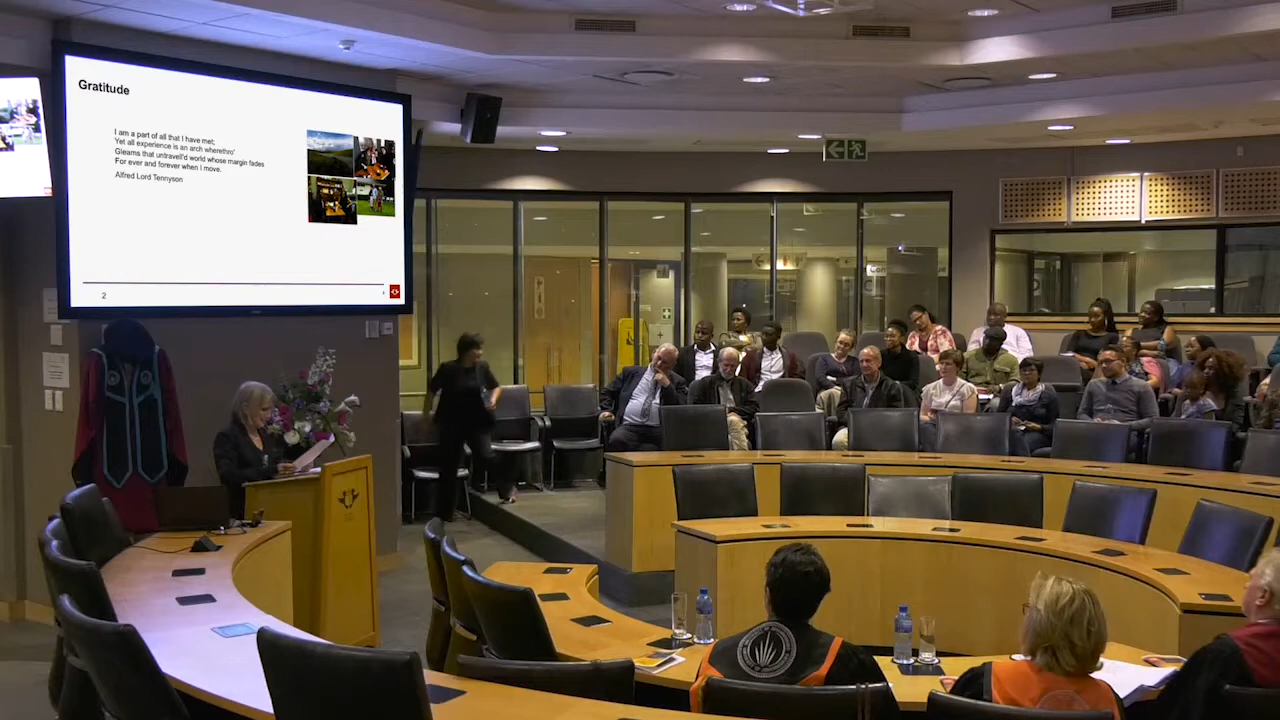 Gratitude
I am a part of all that I have met;
Yet all experience is an arch wherethro'
Gleams that untravell'd world whose margin fades
For ever and forever when I move.
Alfred Lord Tennyson
2